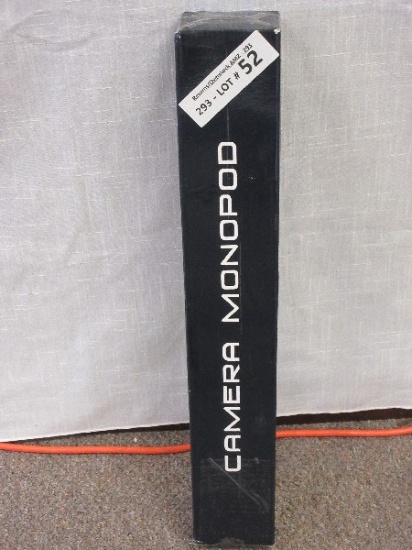 293 - LOT # 52
CAMERA MONOPOD